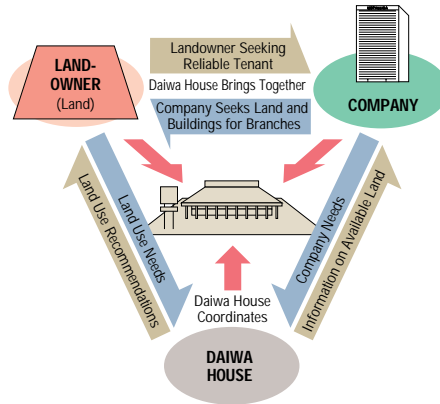 LAND-
OWNER
(Land)
Landowner Seeking
Reliable Tenant
Daiwa House Brings Together
Company Seeks Land and
Buildings for Branches
COMPANY
Land Use Recommendations
Land Use Needs
Company Needs
Information on Available Land
Daiwa House
Coordinates
DAIWA
HOUSE